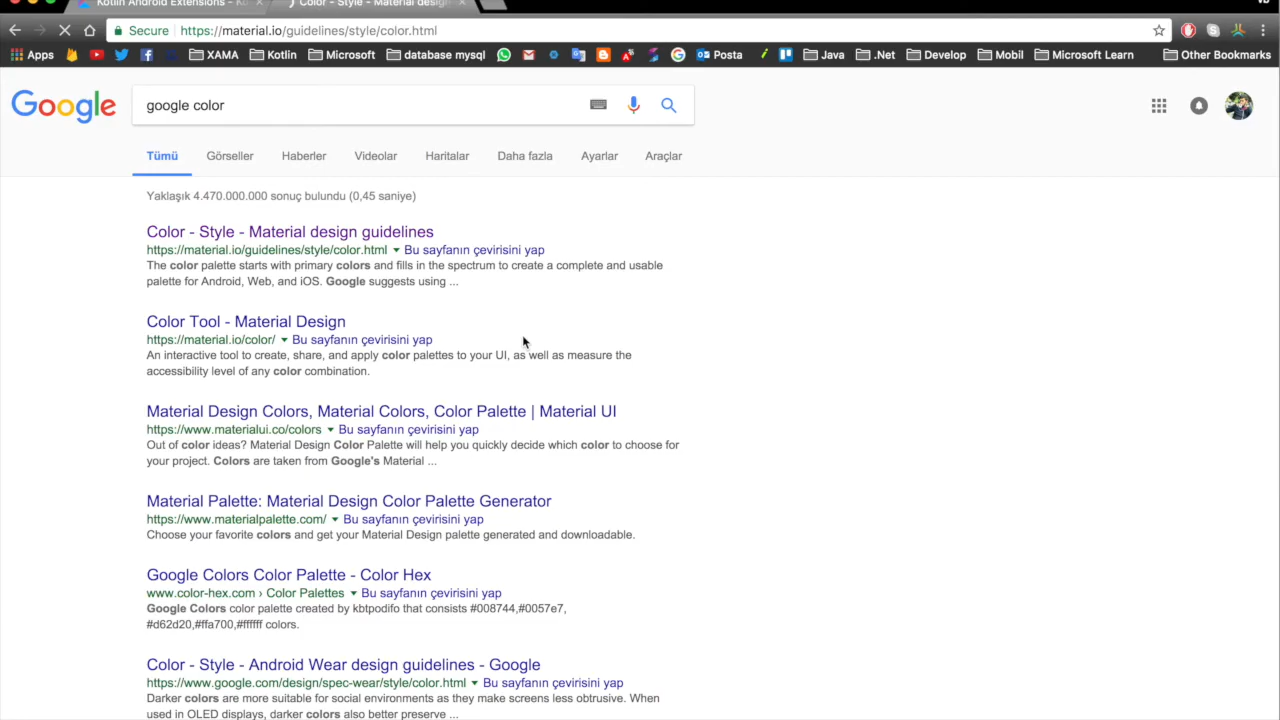 Kotlin Android Extensions - Ko
Color - Style - Material desig
Secure https://material.io/guidelines/style/color.html
Apps XAMA Kotlin Microsoft database mysql Posta Java .Net Develop Mobil Microsoft Learn Other Bookmarks
Google google color
Tümü Görseller Haberler Videolar Haritalar Daha fazla Ayarlar Araçlar
Yaklaşık 4.470.000.000 sonuç bulundu (0,45 saniye)
Color - Style - Material design guidelines
https://material.io/guidelines/style/color.html Bu sayfanın çevirisini yap
The color palette starts with primary colors and fills in the spectrum to create a complete and usable
palette for Android, Web, and iOS. Google suggests using ...
Color Tool - Material Design
https://material.io/color/ Bu sayfanın çevirisini yap
An interactive tool to create, share, and apply color palettes to your UI, as well as measure the
accessibility level of any color combination.
Material Design Colors, Material Colors, Color Palette | Material UI
https://www.materialui.co/colors Bu sayfanın çevirisini yap
Out of color ideas? Material Design Color Palette will help you quickly decide which color to choose for
your project. Colors are taken from Google's Material ...
Material Palette: Material Design Color Palette Generator
https://www.materialpalette.com/ Bu sayfanın çevirisini yap
Choose your favorite colors and get your Material Design palette generated and downloadable.
Google Colors Color Palette - Color Hex
www.color-hex.com › Color Palettes Bu sayfanın çevirisini yap
Google Colors color palette created by kbtpodifo that consists #008744,#0057e7,
#d62d20,#ffa700,#ffffff colors.
Color - Style - Android Wear design guidelines - Google
https://www.google.com/design/spec-wear/style/color.html Bu sayfanın çevirisini yap
Darker colors are more suitable for social environments as they make screens less obtrusive. When
used in OLED displays, darker colors also better preserve ...